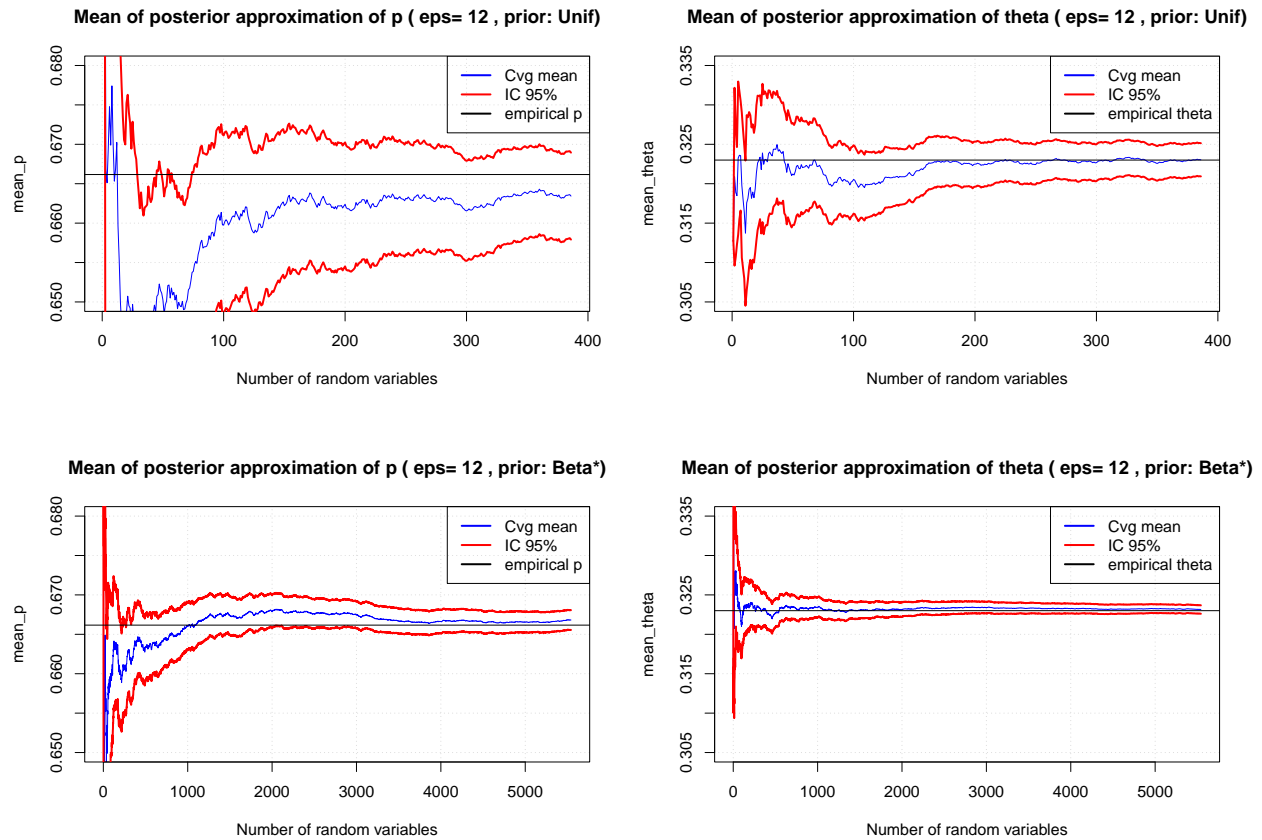 Mean of posterior approximation of p ( eps= 12 , prior: Unif)
mean_p
0.650 0.660 0.670 0.680
Cvg mean
IC 95%
empirical p
0 100 200 300 400
Number of random variables
Mean of posterior approximation of theta ( eps= 12 , prior: Unif)
mean_theta
0.305 0.315 0.325 0.335
Cvg mean
IC 95%
empirical theta
0 100 200 300 400
Number of random variables
Mean of posterior approximation of p ( eps= 12 , prior: Beta*)
mean_p
0.650 0.660 0.670 0.680
Cvg mean
IC 95%
empirical p
0 1000 2000 3000 4000 5000
Number of random variables
Mean of posterior approximation of theta ( eps= 12 , prior: Beta*)
mean_theta
0.305 0.315 0.325 0.335
Cvg mean
IC 95%
empirical theta
0 1000 2000 3000 4000 5000
Number of random variables